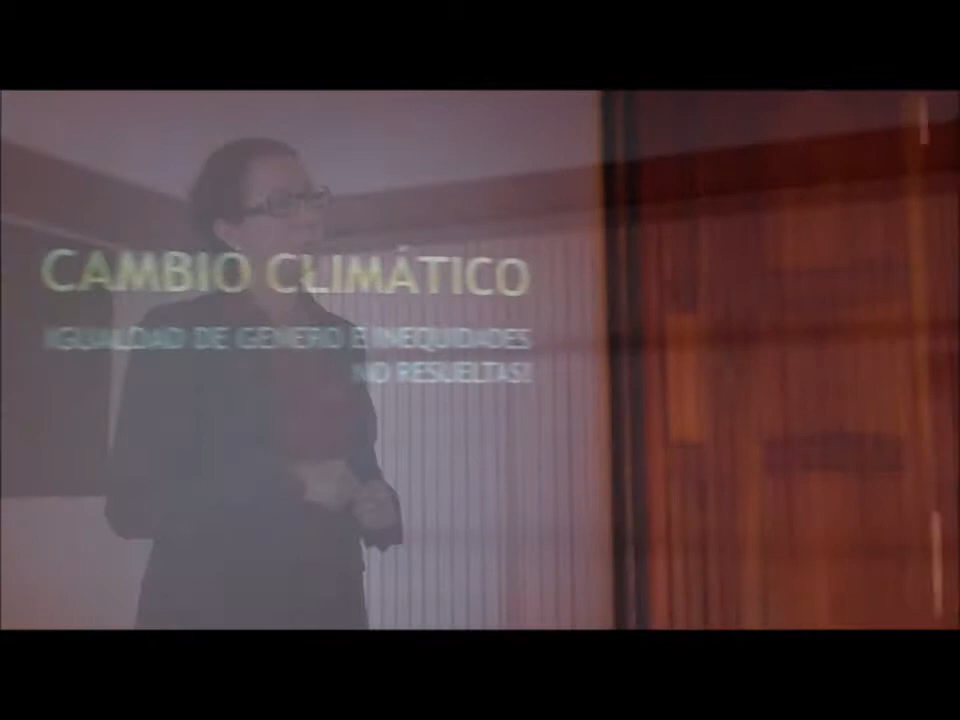 CAMBIO CLIMÁTICO
IGUALDAD DE GENERO E INEQUIDADES
NO RESUELTAS!